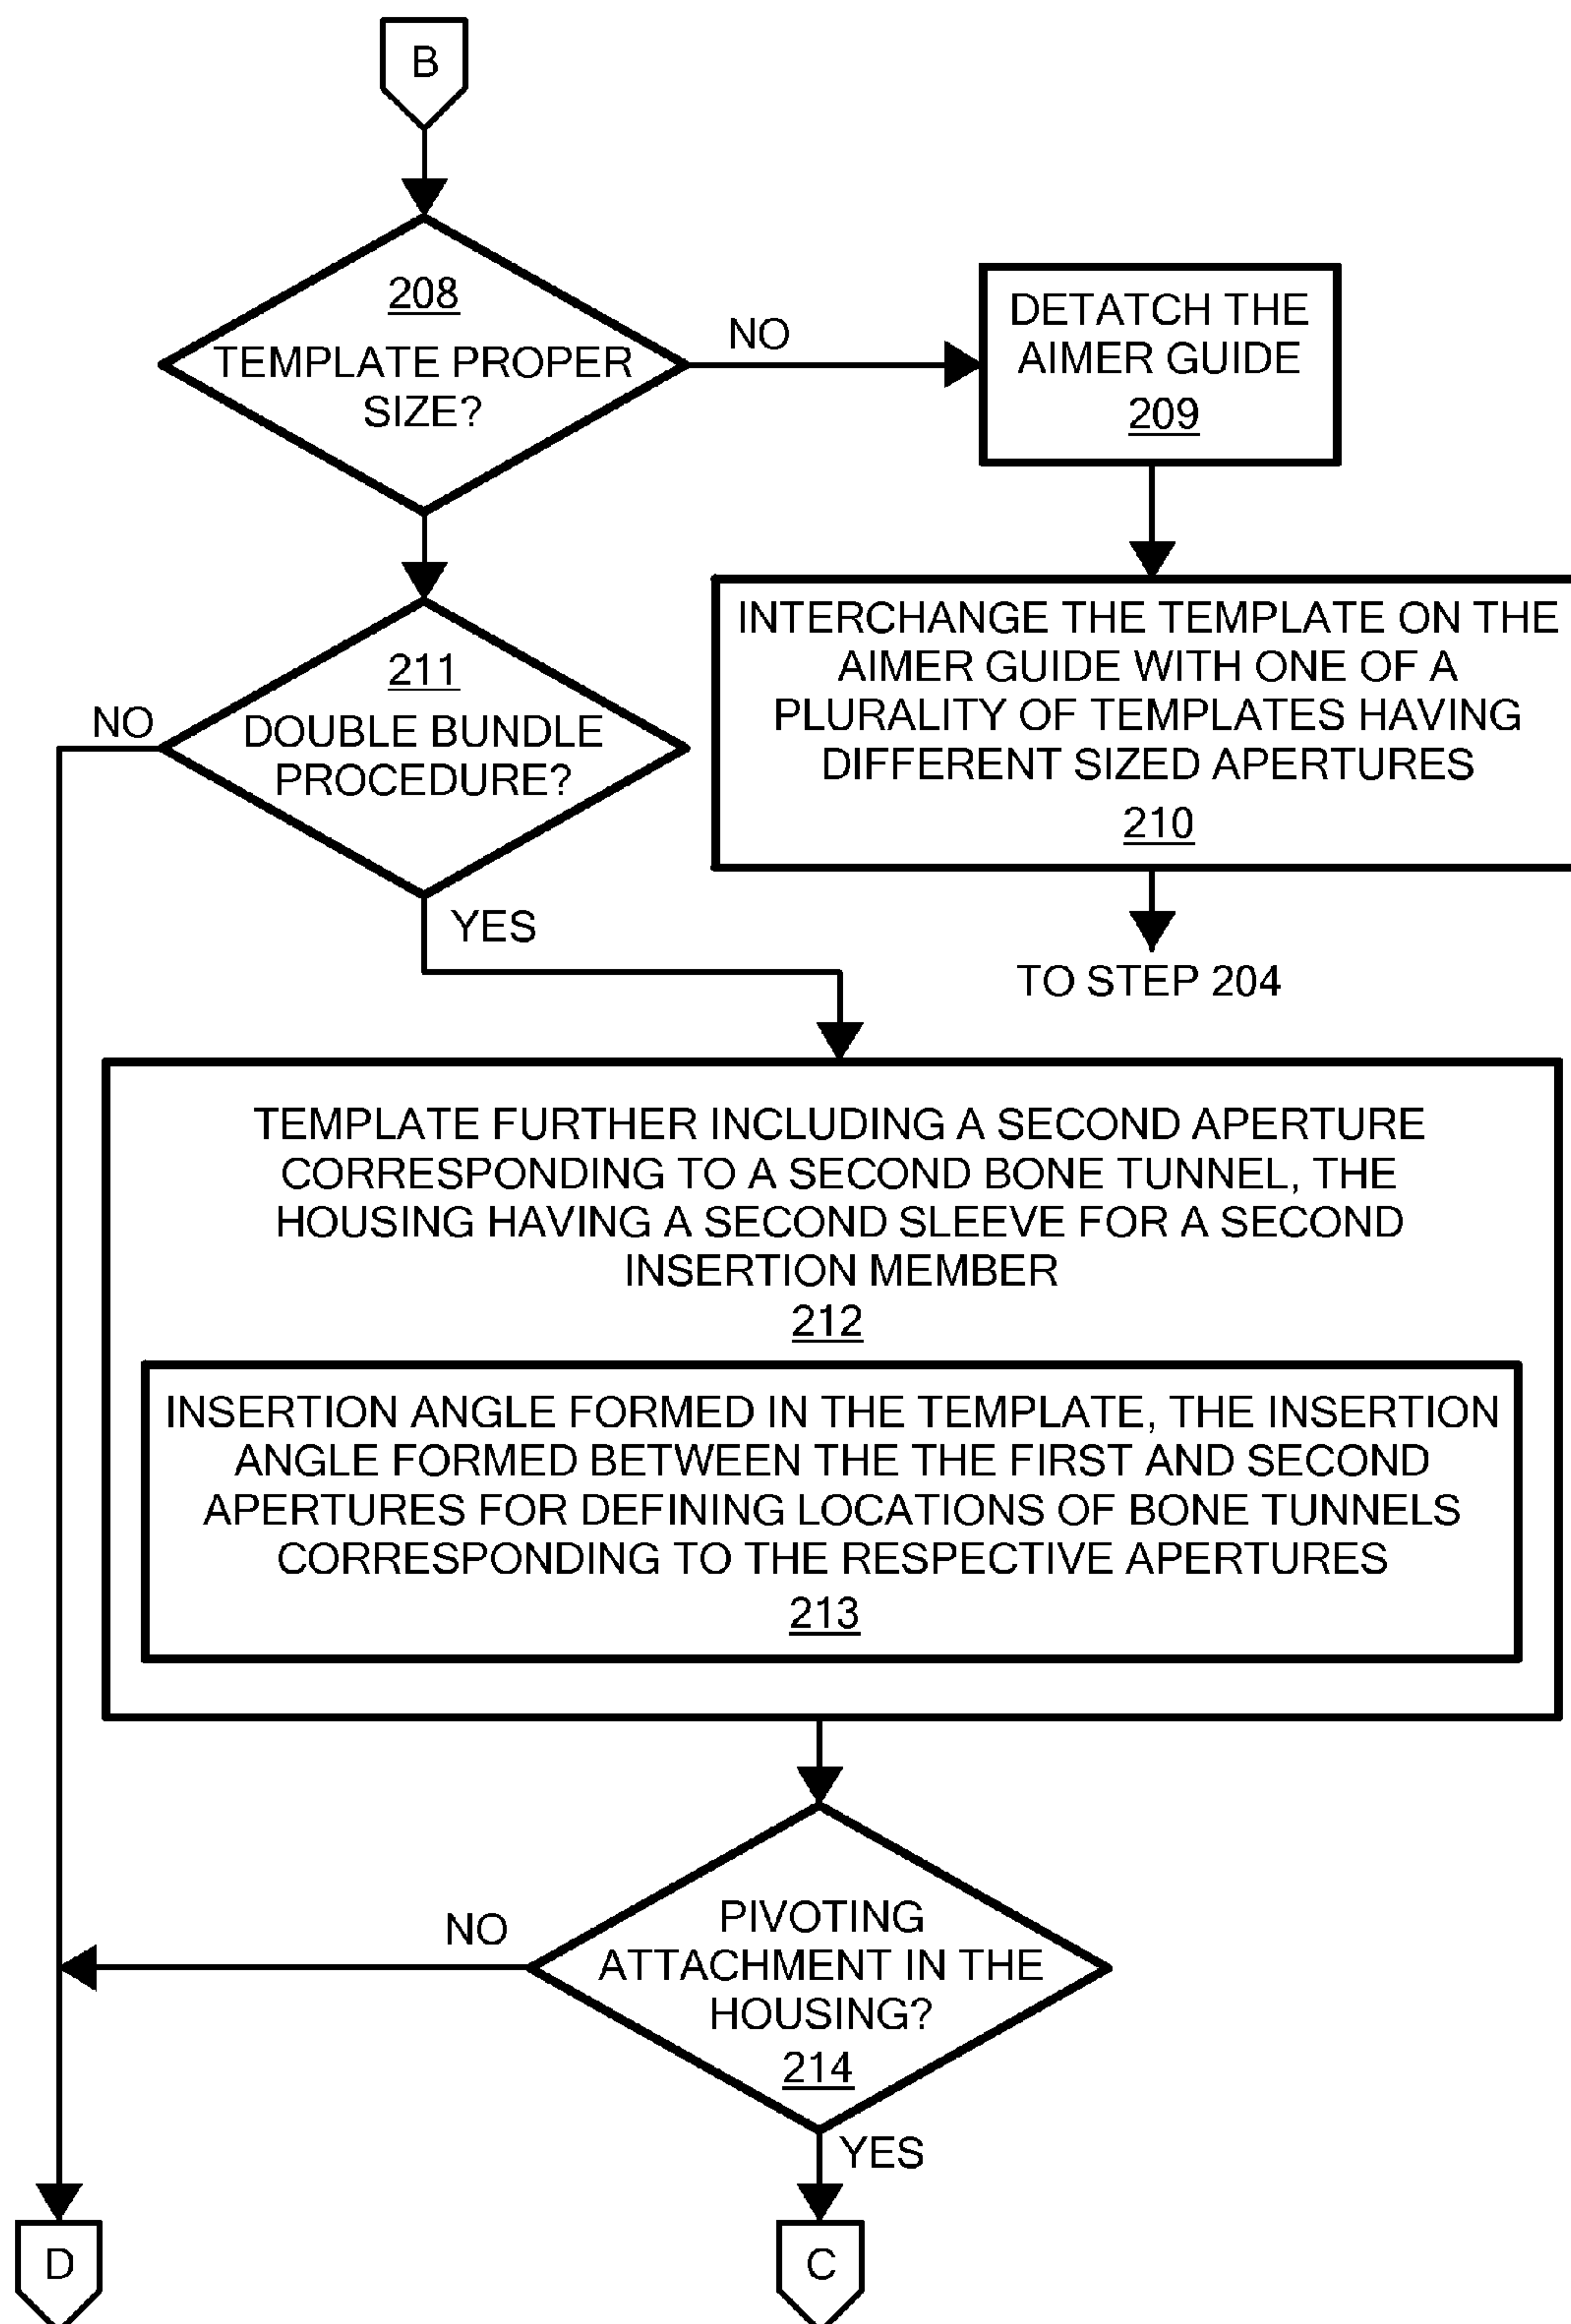 B
208
TEMPLATE PROPER
SIZE?
NO
DETATCH THE
AIMER GUIDE
209
INTERCHANGE THE TEMPLATE ON THE
AIMER GUIDE WITH ONE OF A
PLURALITY OF TEMPLATES HAVING
DIFFERENT SIZED APERTURES
210
TO STEP 204
211
DOUBLE BUNDLE
PROCEDURE?
NO
YES
TEMPLATE FURTHER INCLUDING A SECOND APERTURE
CORRESPONDING TO A SECOND BONE TUNNEL, THE
HOUSING HAVING A SECOND SLEEVE FOR A SECOND
INSERTION MEMBER
212
INSERTION ANGLE FORMED IN THE TEMPLATE, THE INSERTION
ANGLE FORMED BETWEEN THE THE FIRST AND SECOND
APERTURES FOR DEFINING LOCATIONS OF BONE TUNNELS
CORRESPONDING TO THE RESPECTIVE APERTURES
213
NO
PIVOTING
ATTACHMENT IN THE
HOUSING?
214
YES
D
C